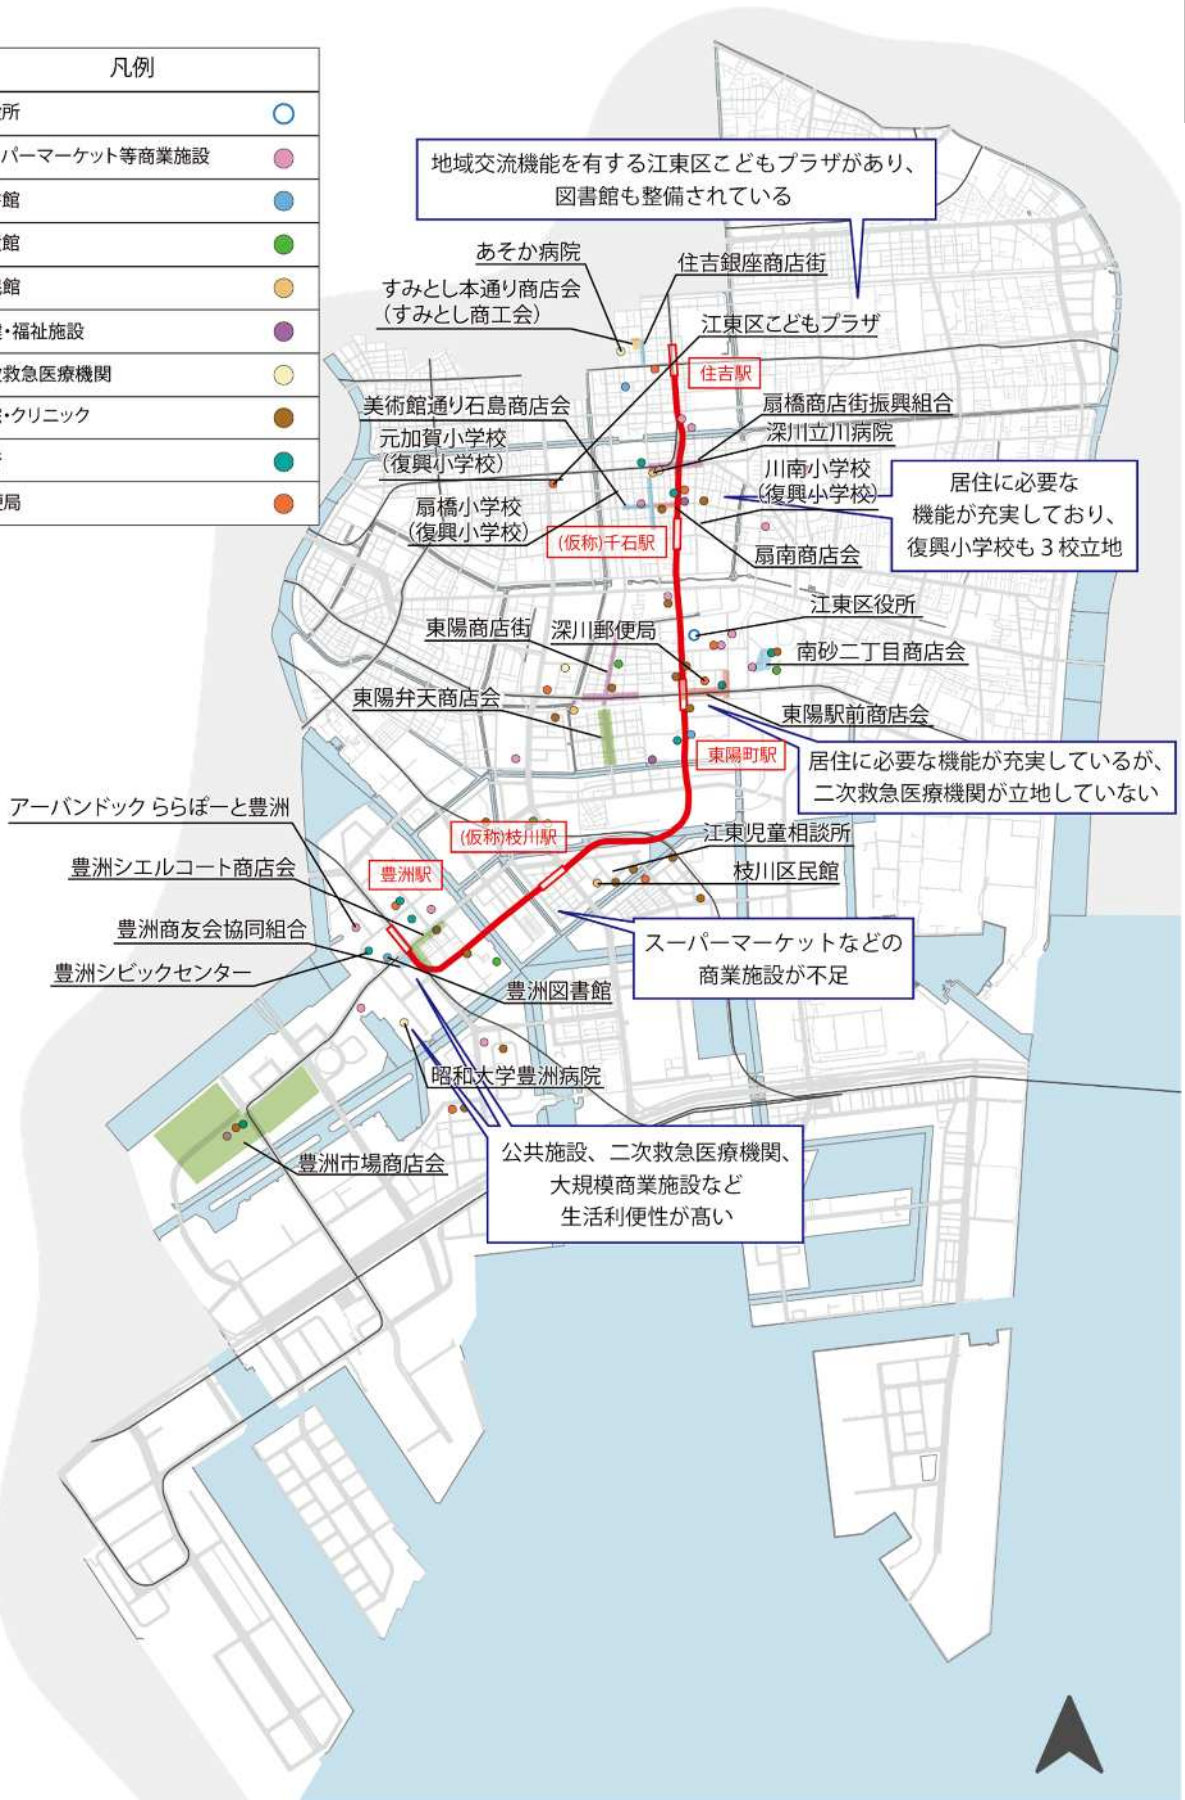 凡例
所
パーマーケット等商業施設
館
館
館
・福祉施設
救急医療機関
・クリニック
局
地域交流機能を有する江東区こどもプラザがあり、
図書館も整備されている
あそか病院
住吉銀座商店街
すみとし本通り商店会
(すみとし商工会)
江東区こどもプラザ
住吉駅
美術館通り石島商店会
扇橋商店街振興組合
元加賀小学校
(復興小学校)
深川立川病院
川南小学校
(復興小学校)
居住に必要な
機能が充実しており、
復興小学校も3校立地
扇橋小学校
(復興小学校)
(仮称)千石駅
扇南商店会
江東区役所
東陽商店街
深川郵便局
南砂二丁目商店会
東陽弁天商店会
東陽駅前商店会
東陽町駅
居住に必要な機能が充実しているが、
二次救急医療機関が立地していない
アーバンドック ららぽーと豊洲
(仮称)枝川駅
江東児童相談所
豊洲シエルコート商店会
豊洲駅
枝川区民館
豊洲商友会協同組合
スーパーマーケットなどの
商業施設が不足
豊洲シビックセンター
豊洲図書館
昭和大学豊洲病院
公共施設、二次救急医療機関、
大規模商業施設など
生活利便性が髙い
豊洲市場商店会